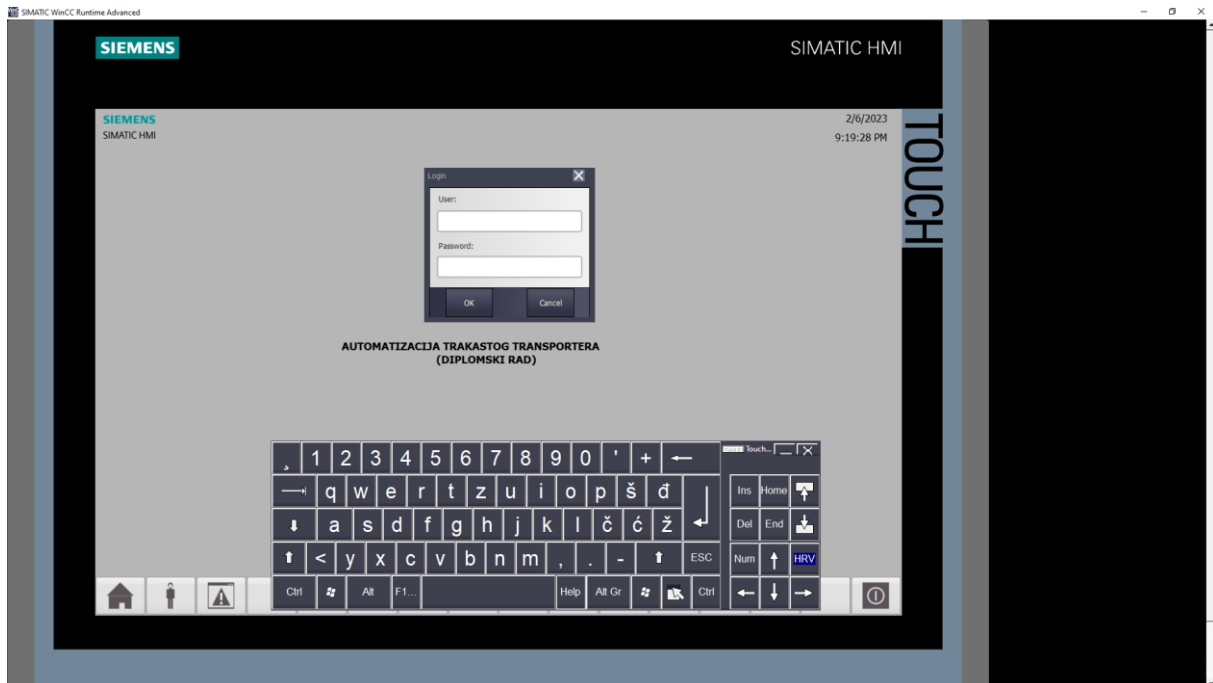 SIMATIC WinCC Runtime Advanced
SIEMENS
SIMATIC HMI
SIEMENS
SIMATIC HMI
2/6/2023
9:19:28 PM
TOUCH
Login
User:
Password:
OK Cancel
AUTOMATIZACIJA TRAKASTOG TRANSPORTERA
(DIPLOMSKI RAD)
¸ 1 2 3 4 5 6 7 8 9 0 ' +
Touch...
q w e r t z u i o p š đ
Ins Home
a s d f g h j k l č ć ž
Del End
< y x c v b n m , . - ESC
Num HRV
Ctrl Alt F1... Help Alt Gr Ctrl